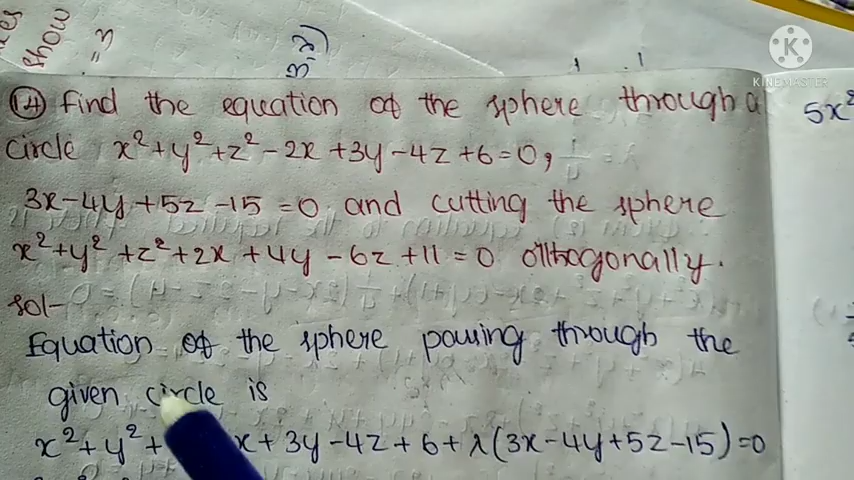 show
KINEMASTER
(14) find the equation of the sphere through a
circle x² + y² + z² - 2x + 3y - 4z + 6 = 0,
3x - 4y + 5z - 15 = 0 and cutting the sphere
x² + y² + z² + 2x + 4y - 6z + 11 = 0 orthogonally.
Sol-
Equation of the sphere passing through the
given circle is
x² + y² + x + 3y - 4z + 6 + λ(3x - 4y + 5z - 15) = 0
5x²